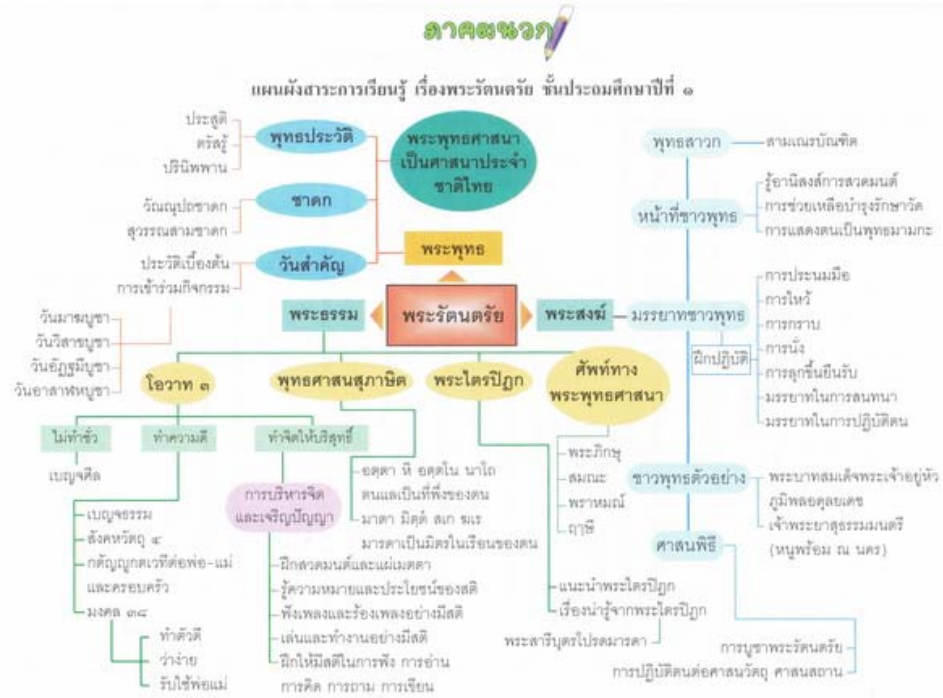 ภาคผนวก
แผนผังสาระการเรียนรู้ เรื่องพระรัตนตรัย ชั้นประถมศึกษาปีที่ ๑
ประสูติ
ตรัสรู้
ปรินิพพาน
พุทธประวัติ
พระพุทธศาสนา
เป็นศาสนาประจำ
ชาติไทย
วัณณุปถชาดก
สุวรรณสามชาดก
ชาดก
ประวัติเบื้องต้น
การเข้าร่วมกิจกรรม
วันสำคัญ
พระพุทธ
วันมาฆบูชา
วันวิสาขบูชา
วันอัฏฐมีบูชา
วันอาสาฬหบูชา
พระธรรม
พระรัตนตรัย
พระสงฆ์
พุทธสาวก
สามเณรบัณฑิต
หน้าที่ชาวพุทธ
รู้อานิสงส์การสวดมนต์
การช่วยเหลือบำรุงรักษาวัด
การแสดงตนเป็นพุทธมามกะ
มรรยาทชาวพุทธ
ฝึกปฏิบัติ
การประนมมือ
การไหว้
การกราบ
การนั่ง
การลุกขึ้นยืนรับ
มรรยาทในการสนทนา
มรรยาทในการปฏิบัติตน
ชาวพุทธตัวอย่าง
พระบาทสมเด็จพระเจ้าอยู่หัว
ภูมิพลอดุลยเดช
เจ้าพระยาสุธรรมมนตรี
(หนูพร้อม ณ นคร)
ศาสนพิธี
การบูชาพระรัตนตรัย
การปฏิบัติตนต่อศาสนวัตถุ ศาสนสถาน
โอวาท ๓
พุทธศาสนสุภาษิต
พระไตรปิฎก
ศัพท์ทาง
พระพุทธศาสนา
ไม่ทำชั่ว
ทำความดี
ทำจิตให้บริสุทธิ์
เบญจศีล
เบญจธรรม
สังคหวัตถุ ๔
กตัญญูกตเวทีต่อพ่อ-แม่
และครอบครัว
มงคล ๓๘
ทำตัวดี
ว่าง่าย
รับใช้พ่อแม่
การบริหารจิต
และเจริญปัญญา
ฝึกสวดมนต์และแผ่เมตตา
รู้ความหมายและประโยชน์ของสติ
ฟังเพลงและร้องเพลงอย่างมีสติ
เล่นและทำงานอย่างมีสติ
ฝึกให้มีสติในการฟัง การอ่าน
การคิด การถาม การเขียน
อตฺตา หิ อตฺตโน นาโถ
ตนแลเป็นที่พึ่งของตน
มาตา มิตฺตํ สเก ฆเร
มารดาเป็นมิตรในเรือนของตน
พระภิกษุ
สมณะ
พราหมณ์
ฤๅษี
แนะนำพระไตรปิฎก
เรื่องน่ารู้จากพระไตรปิฎก
พระสารีบุตรโปรดมารดา